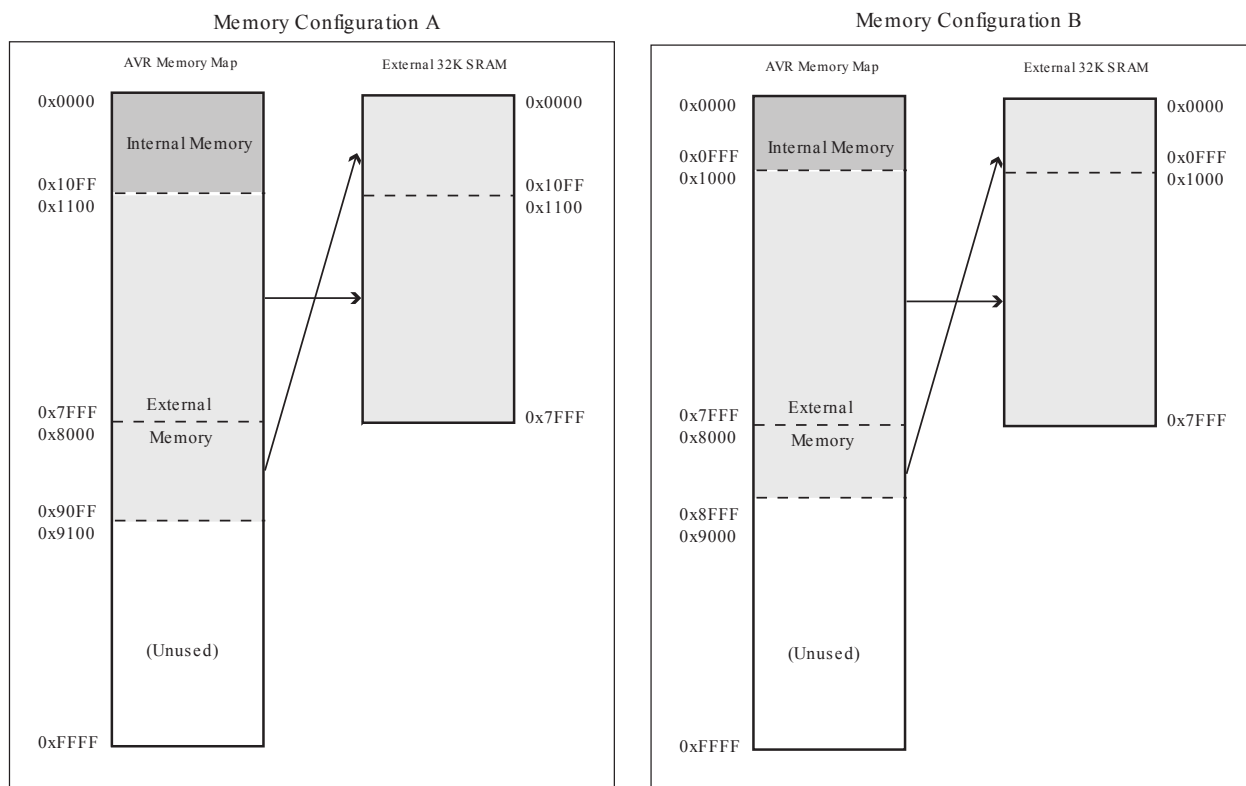 Memory Configuration A
AVR Memory Map
External 32K SRAM
0x0000
0x0000
Internal Memory
0x10FF
0x1100
0x10FF
0x1100
0x7FFF
0x8000
External
Memory
0x7FFF
0x90FF
0x9100
(Unused)
0xFFFF
Memory Configuration B
AVR Memory Map
External 32K SRAM
0x0000
0x0000
Internal Memory
0x0FFF
0x1000
0x0FFF
0x1000
0x7FFF
0x8000
External
Memory
0x7FFF
0x8FFF
0x9000
(Unused)
0xFFFF